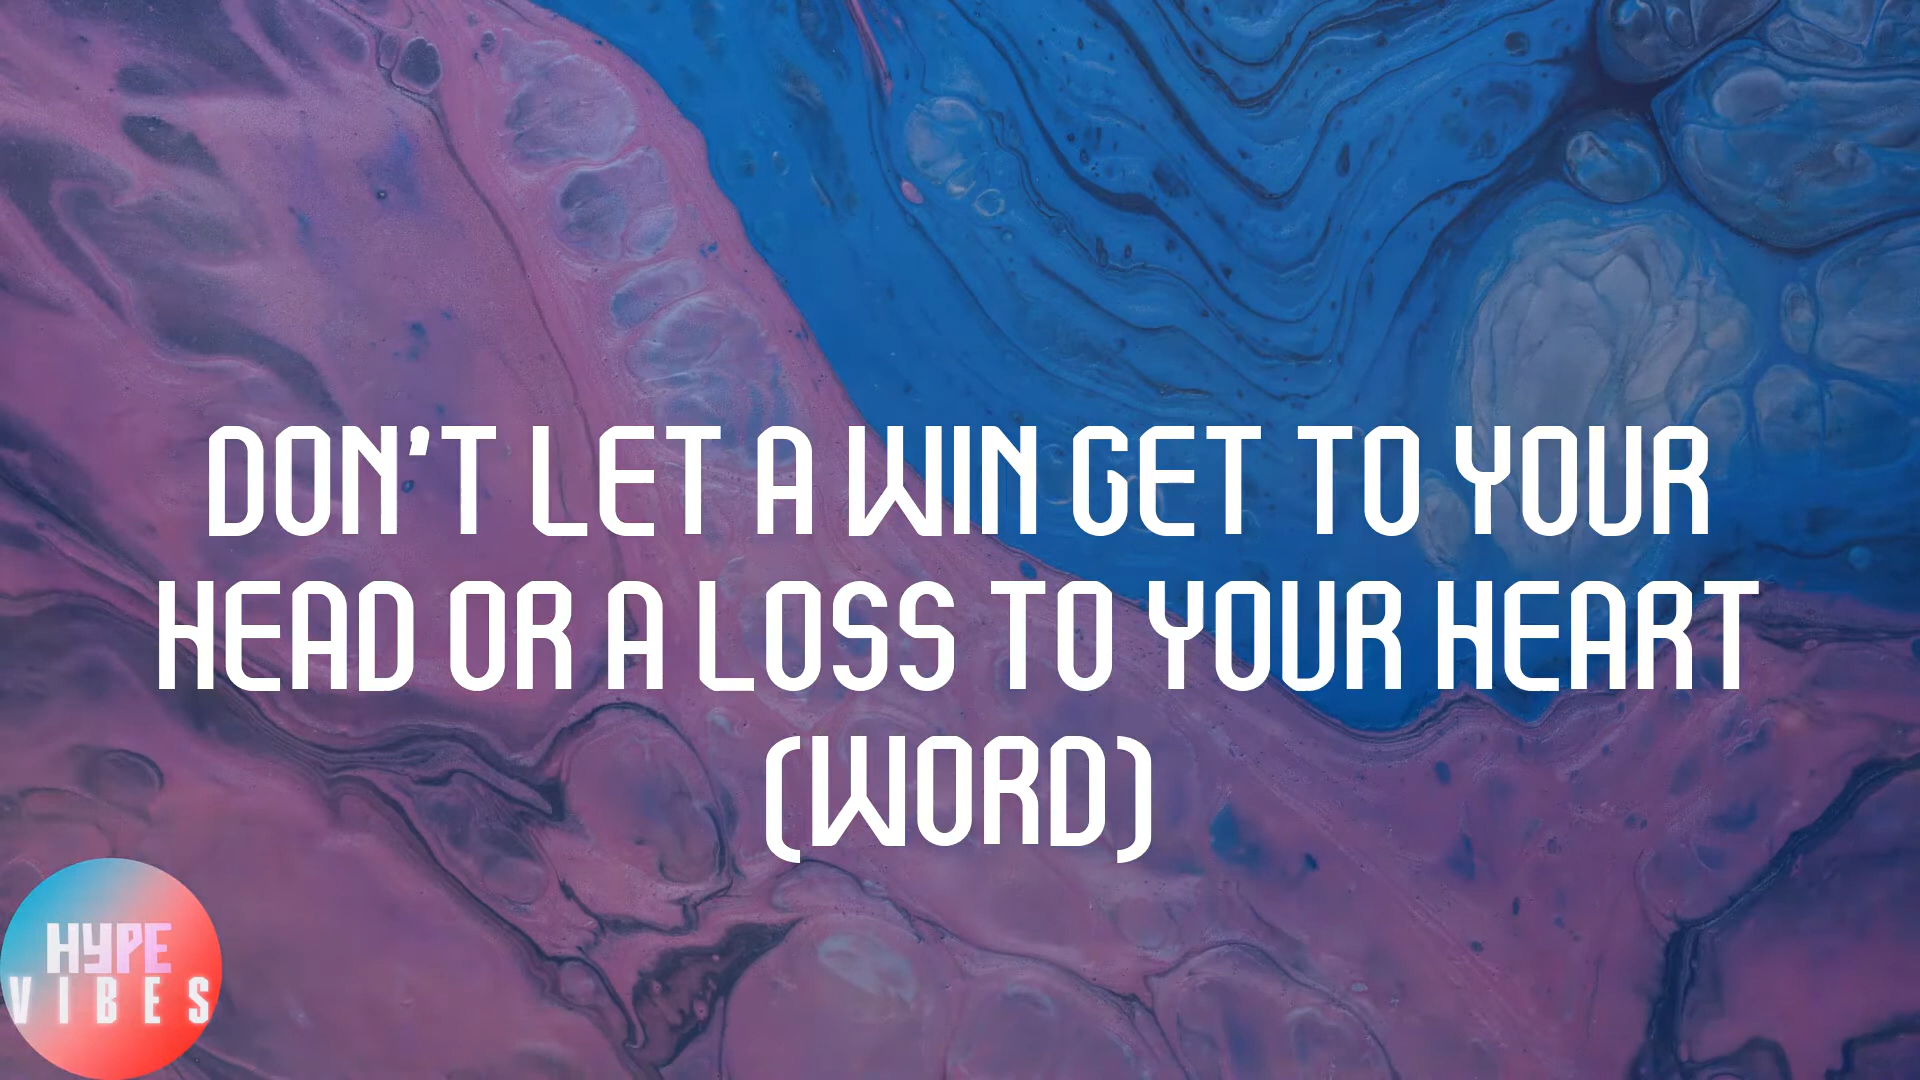 DON'T LET A WIN GET TO YOUR
HEAD OR A LOSS TO YOUR HEART
(WORD)
HYPE
VIBES